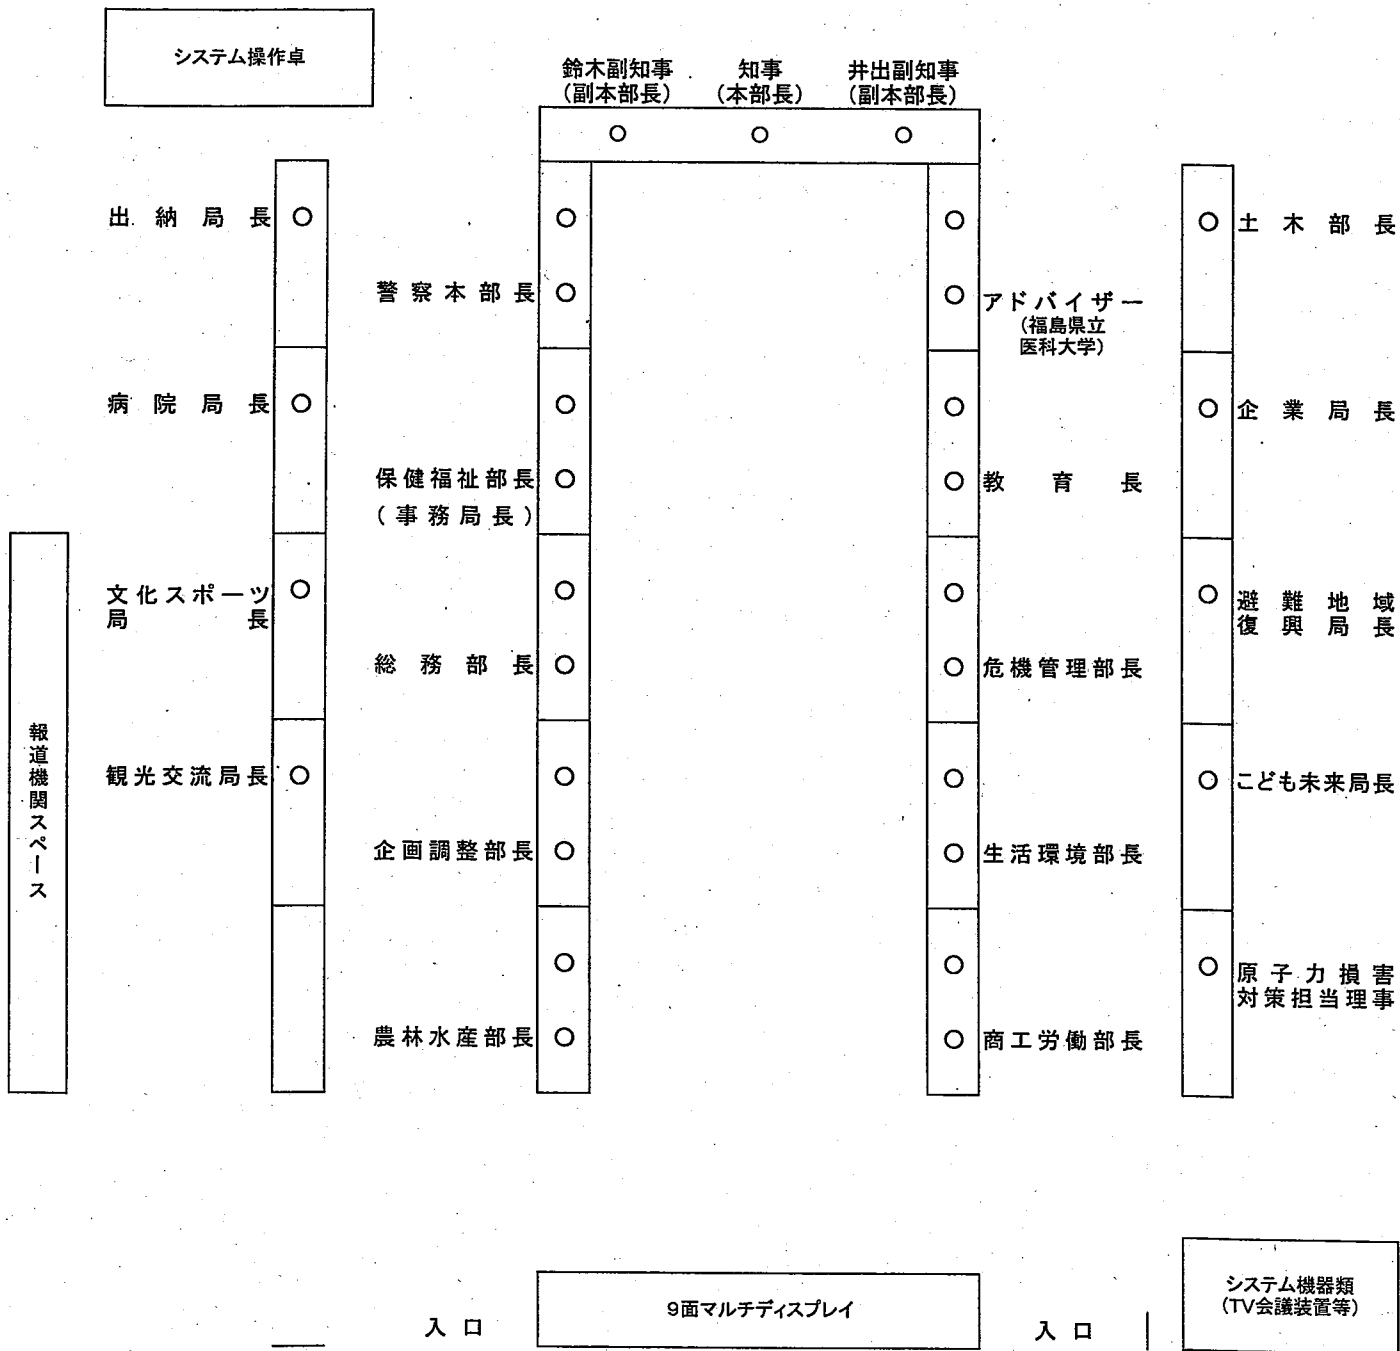 システム操作卓
鈴木副知事
(副本部長)
知事
(本部長)
井出副知事
(副本部長)
出納局長
警察本部長
アドバイザー
(福島県立
医科大学)
土木部長
病院局長
保健福祉部長
(事務局長)
教育長
企業局長
文化スポーツ
局長
総務部長
危機管理部長
避難地域
復興局長
報道機関スペース
観光交流局長
企画調整部長
生活環境部長
こども未来局長
農林水産部長
商工労働部長
原子力損害
対策担当理事
入口
9面マルチディスプレイ
入口
システム機器類
(TV会議装置等)